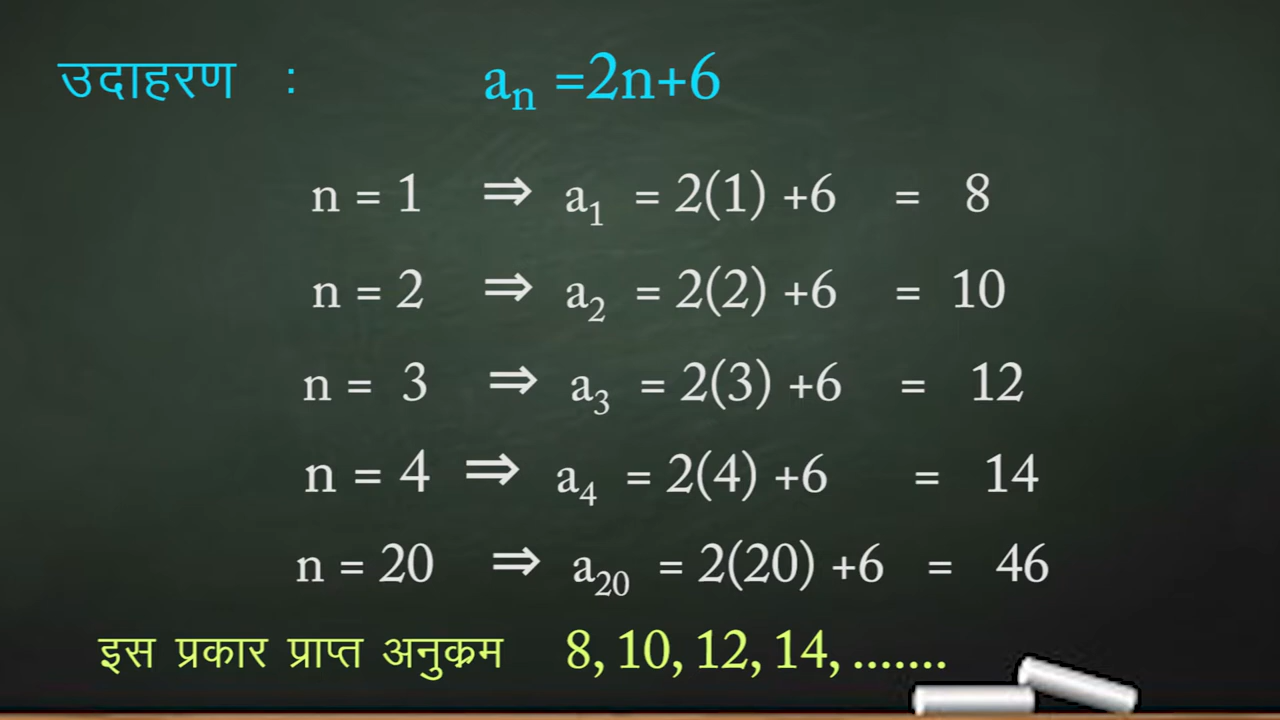 उदाहरण : aₙ =2n+6
n = 1 ⇒ a₁ = 2(1) +6 = 8
n = 2 ⇒ a₂ = 2(2) +6 = 10
n = 3 ⇒ a₃ = 2(3) +6 = 12
n = 4 ⇒ a₄ = 2(4) +6 = 14
n = 20 ⇒ a₂₀ = 2(20) +6 = 46
इस प्रकार प्राप्त अनुक्रम 8, 10, 12, 14, .......